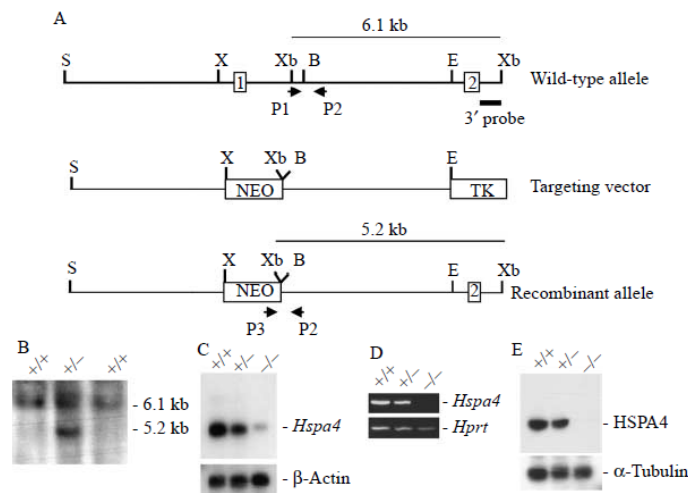 A
6.1 kb
S X Xb B E Xb
1 2 Wild-type allele
P1 P2 3′ probe
X Xb B E
S NEO TK Targeting vector
5.2 kb
S X Xb B E Xb
NEO 2 Recombinant allele
P3 P2
B
+/+ +/− +/+
- 6.1 kb
- 5.2 kb
C
+/+ +/− −/−
- Hspa4
- β-Actin
D
+/+ +/− −/−
- Hspa4
- Hprt
E
+/+ +/− −/−
- HSPA4
- α-Tubulin